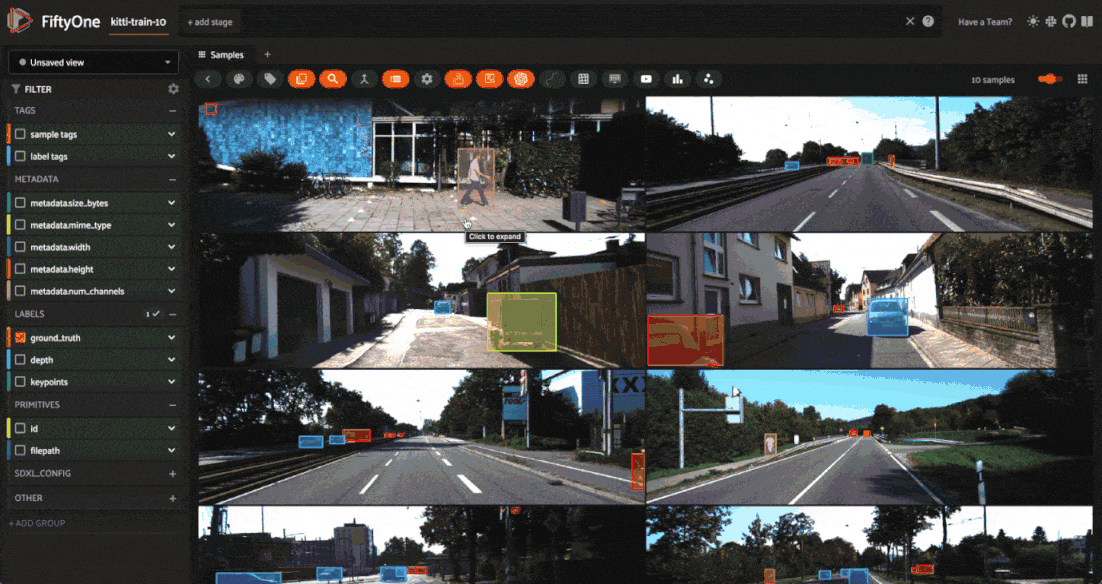 FiftyOne
kitti-train-10
+ add stage
Have a Team?
Unsaved view
Samples
+
10 samples
FILTER
TAGS
sample tags
label tags
METADATA
metadata.size_bytes
metadata.mime_type
metadata.width
metadata.height
metadata.num_channels
LABELS
1
ground_truth
depth
keypoints
PRIMITIVES
id
filepath
SDXL_CONFIG
OTHER
+ ADD GROUP
Click to expand